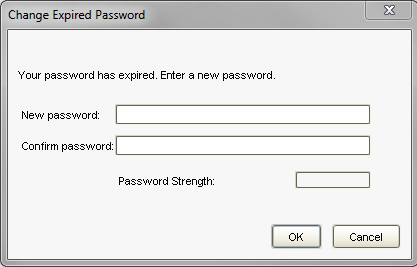 Change Expired Password
Your password has expired. Enter a new password.
New password:
Confirm password:
Password Strength:
OK Cancel